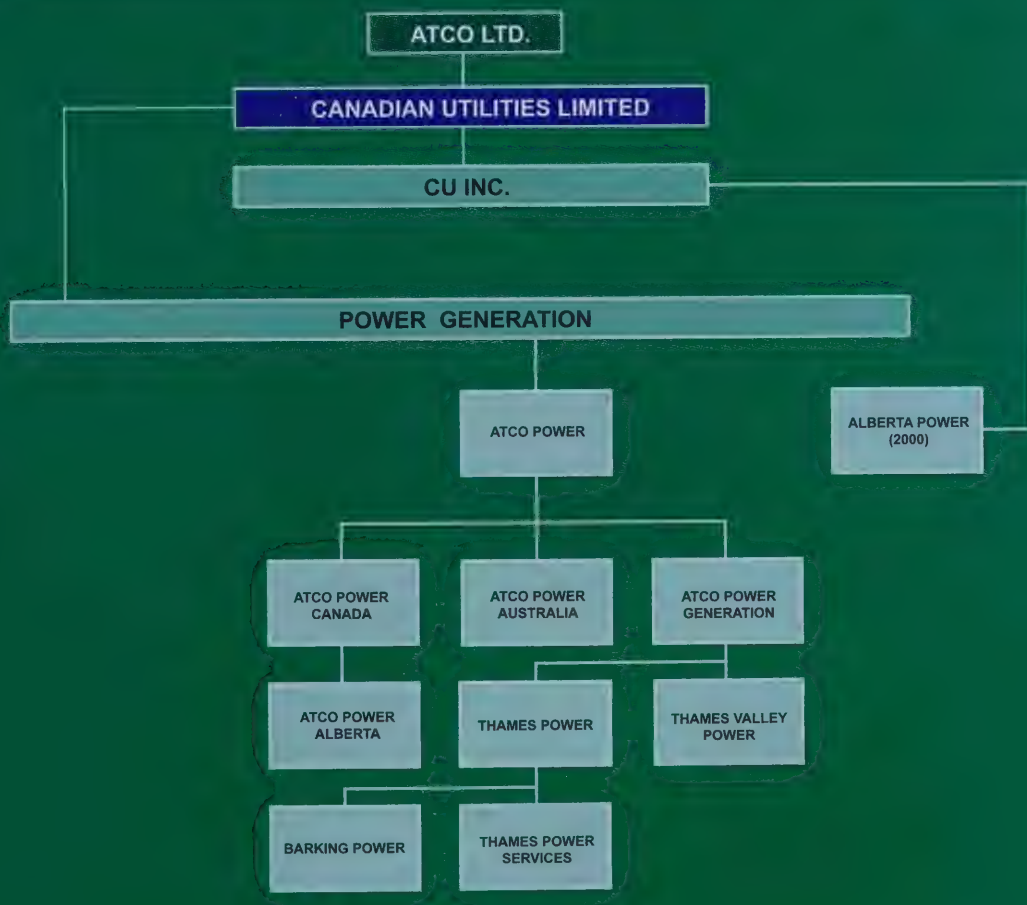 ATCO LTD.
CANADIAN UTILITIES LIMITED
CU INC.
POWER GENERATION
ATCO POWER
ALBERTA POWER
(2000)
ATCO POWER
CANADA
ATCO POWER
AUSTRALIA
ATCO POWER
GENERATION
ATCO POWER
ALBERTA
THAMES POWER
THAMES VALLEY
POWER
BARKING POWER
THAMES POWER
SERVICES